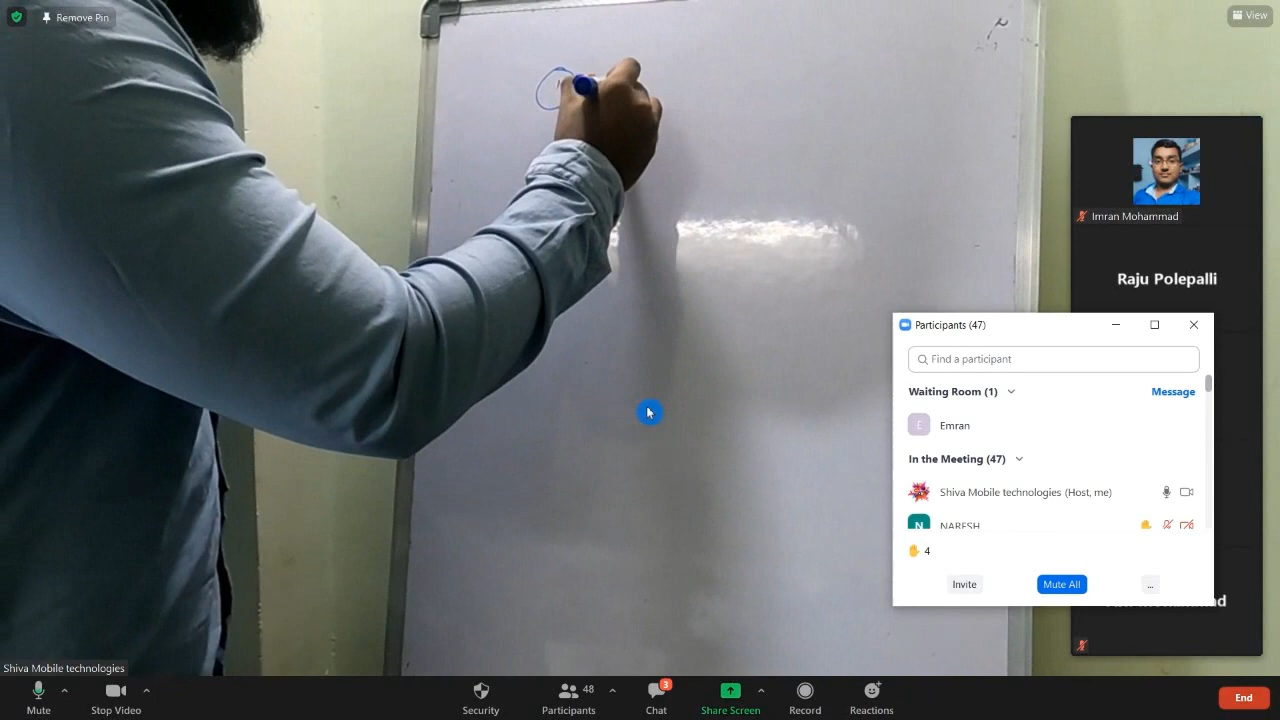 Remove Pin
View
Imran Mohammad
Raju Polepalli
Participants (47)
Find a participant
Waiting Room (1)
Message
E
Emran
In the Meeting (47)
Shiva Mobile technologies (Host, me)
N NARESH
4
Invite
Mute All
...
Shiva Mobile technologies
Mute
Stop Video
Security
Participants
48
Chat
3
Share Screen
Record
Reactions
End